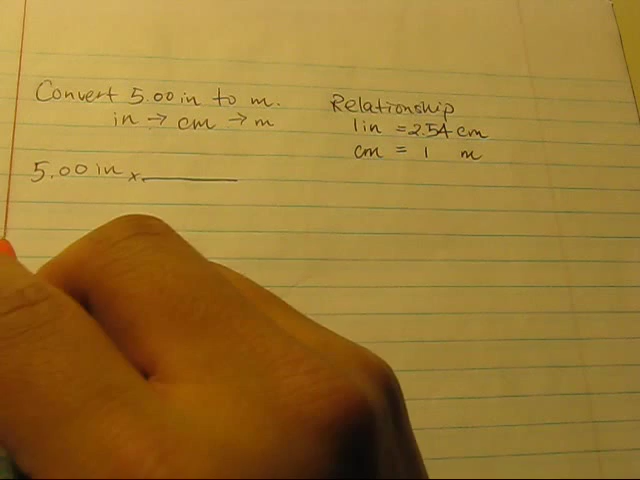 Convert 5.00 in to m.
in → cm → m
Relationship
1 in = 2.54 cm
cm = 1 m
5.00 in x